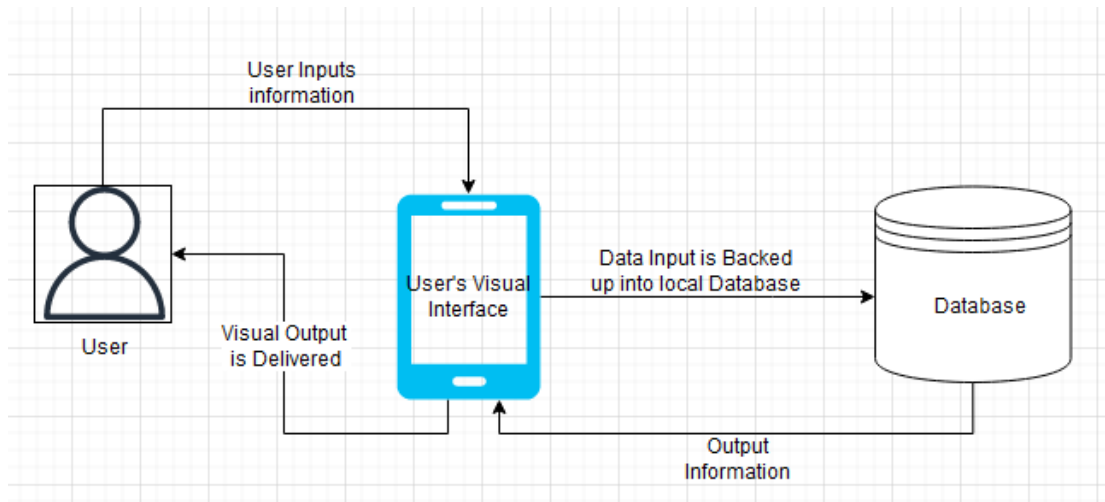 User Inputs
information
User
Visual Output
is Delivered
User's Visual
Interface
Data Input is Backed
up into local Database
Database
Output
Information